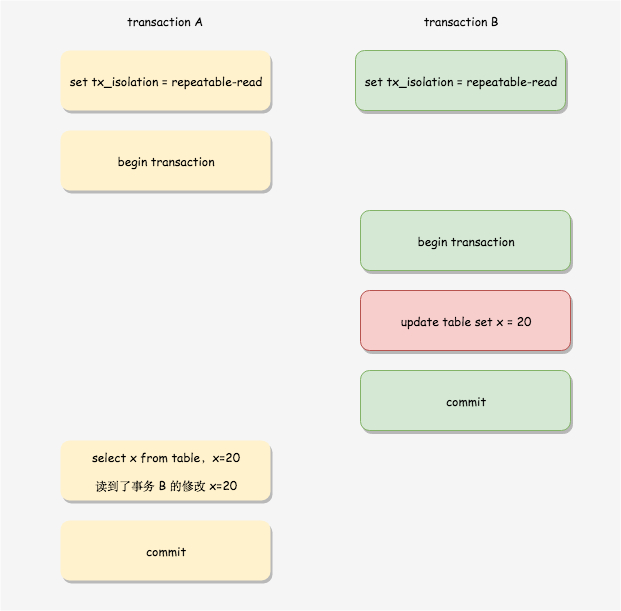 transaction A
transaction B
set tx_isolation = repeatable-read
set tx_isolation = repeatable-read
begin transaction
begin transaction
update table set x = 20
commit
select x from table，x=20
读到了事务 B 的修改 x=20
commit